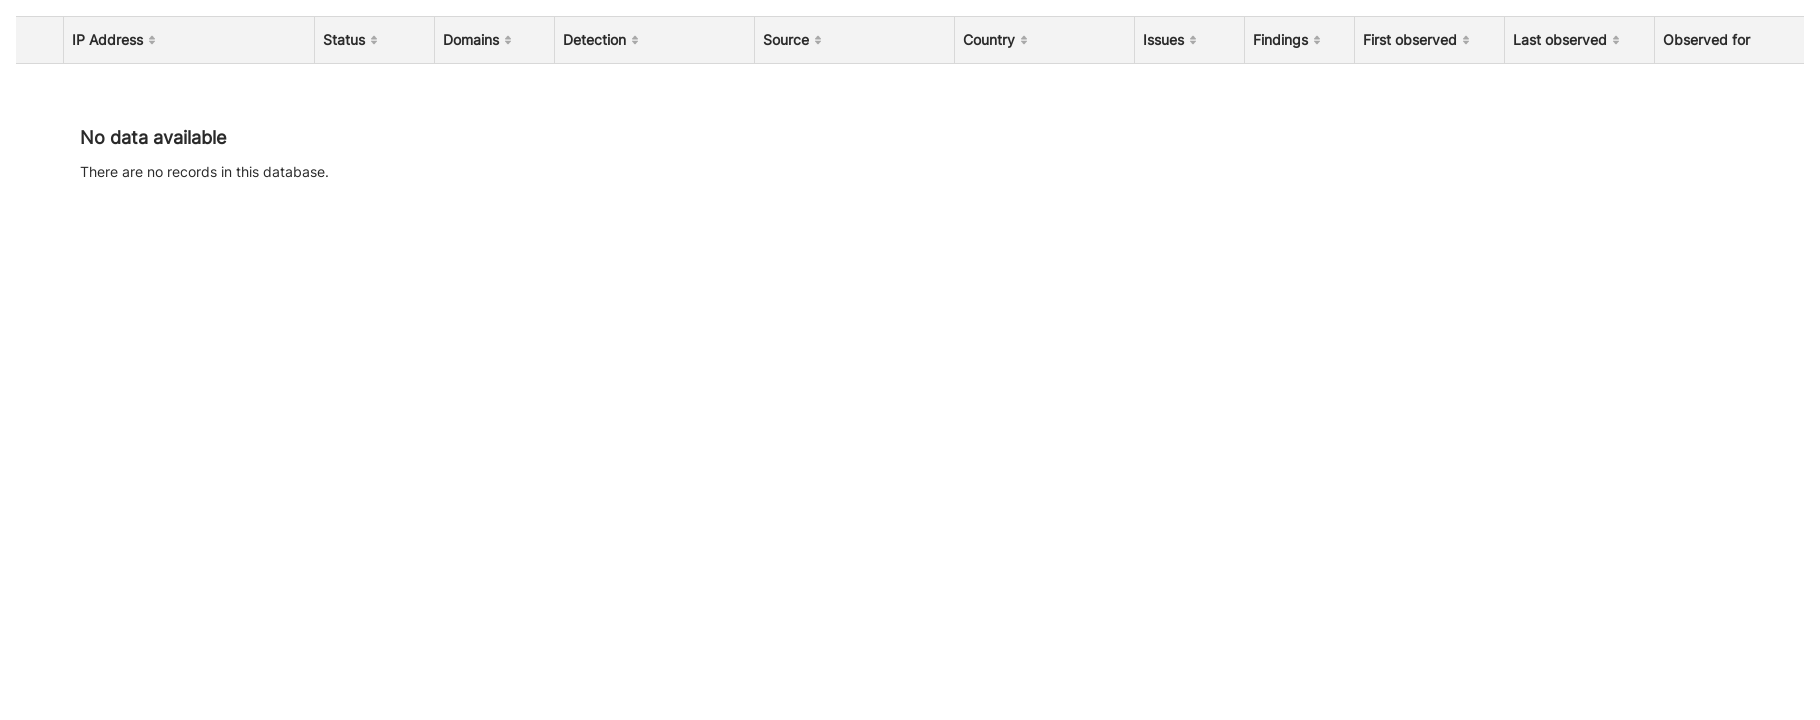 IP Address Status Domains Detection Source Country Issues Findings First observed Last observed Observed for
No data available
There are no records in this database.